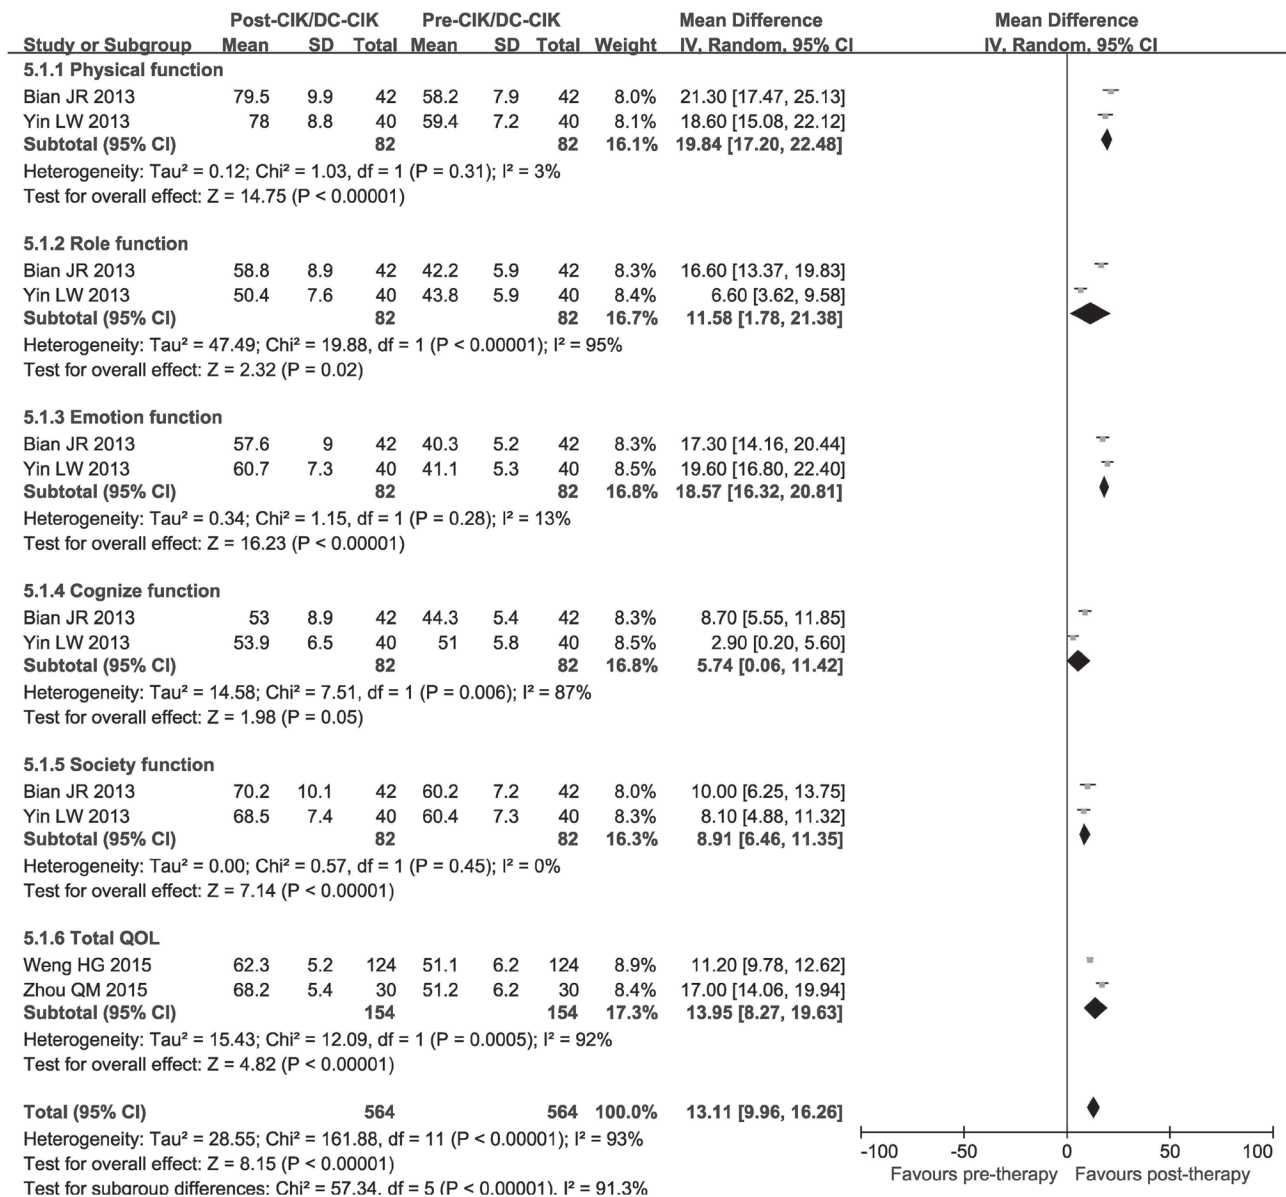 Post-CIK/DC-CIK Pre-CIK/DC-CIK Mean Difference Mean Difference
Study or Subgroup Mean SD Total Mean SD Total Weight IV, Random, 95% CI IV, Random, 95% CI
5.1.1 Physical function
Bian JR 2013 79.5 9.9 42 58.2 7.9 42 8.0% 21.30 [17.47, 25.13]
Yin LW 2013 78 8.8 40 59.4 7.2 40 8.1% 18.60 [15.08, 22.12]
Subtotal (95% CI) 82 82 16.1% 19.84 [17.20, 22.48]
Heterogeneity: Tau² = 0.12; Chi² = 1.03, df = 1 (P = 0.31); I² = 3%
Test for overall effect: Z = 14.75 (P < 0.00001)
5.1.2 Role function
Bian JR 2013 58.8 8.9 42 42.2 5.9 42 8.3% 16.60 [13.37, 19.83]
Yin LW 2013 50.4 7.6 40 43.8 5.9 40 8.4% 6.60 [3.62, 9.58]
Subtotal (95% CI) 82 82 16.7% 11.58 [1.78, 21.38]
Heterogeneity: Tau² = 47.49; Chi² = 19.88, df = 1 (P < 0.00001); I² = 95%
Test for overall effect: Z = 2.32 (P = 0.02)
5.1.3 Emotion function
Bian JR 2013 57.6 9 42 40.3 5.2 42 8.3% 17.30 [14.16, 20.44]
Yin LW 2013 60.7 7.3 40 41.1 5.3 40 8.5% 19.60 [16.80, 22.40]
Subtotal (95% CI) 82 82 16.8% 18.57 [16.32, 20.81]
Heterogeneity: Tau² = 0.34; Chi² = 1.15, df = 1 (P = 0.28); I² = 13%
Test for overall effect: Z = 16.23 (P < 0.00001)
5.1.4 Cognize function
Bian JR 2013 53 8.9 42 44.3 5.4 42 8.3% 8.70 [5.55, 11.85]
Yin LW 2013 53.9 6.5 40 51 5.8 40 8.5% 2.90 [0.20, 5.60]
Subtotal (95% CI) 82 82 16.8% 5.74 [0.06, 11.42]
Heterogeneity: Tau² = 14.58; Chi² = 7.51, df = 1 (P = 0.006); I² = 87%
Test for overall effect: Z = 1.98 (P = 0.05)
5.1.5 Society function
Bian JR 2013 70.2 10.1 42 60.2 7.2 42 8.0% 10.00 [6.25, 13.75]
Yin LW 2013 68.5 7.4 40 60.4 7.3 40 8.3% 8.10 [4.88, 11.32]
Subtotal (95% CI) 82 82 16.3% 8.91 [6.46, 11.35]
Heterogeneity: Tau² = 0.00; Chi² = 0.57, df = 1 (P = 0.45); I² = 0%
Test for overall effect: Z = 7.14 (P < 0.00001)
5.1.6 Total QOL
Weng HG 2015 62.3 5.2 124 51.1 6.2 124 8.9% 11.20 [9.78, 12.62]
Zhou QM 2015 68.2 5.4 30 51.2 6.2 30 8.4% 17.00 [14.06, 19.94]
Subtotal (95% CI) 154 154 17.3% 13.95 [8.27, 19.63]
Heterogeneity: Tau² = 15.43; Chi² = 12.09, df = 1 (P = 0.0005); I² = 92%
Test for overall effect: Z = 4.82 (P < 0.00001)
Total (95% CI) 564 564 100.0% 13.11 [9.96, 16.26]
Heterogeneity: Tau² = 28.55; Chi² = 161.88, df = 11 (P < 0.00001); I² = 93%
Test for overall effect: Z = 8.15 (P < 0.00001)
Test for subgroup differences: Chi² = 57.34, df = 5 (P < 0.00001), I² = 91.3%
-100 -50 0 50 100
Favours pre-therapy Favours post-therapy